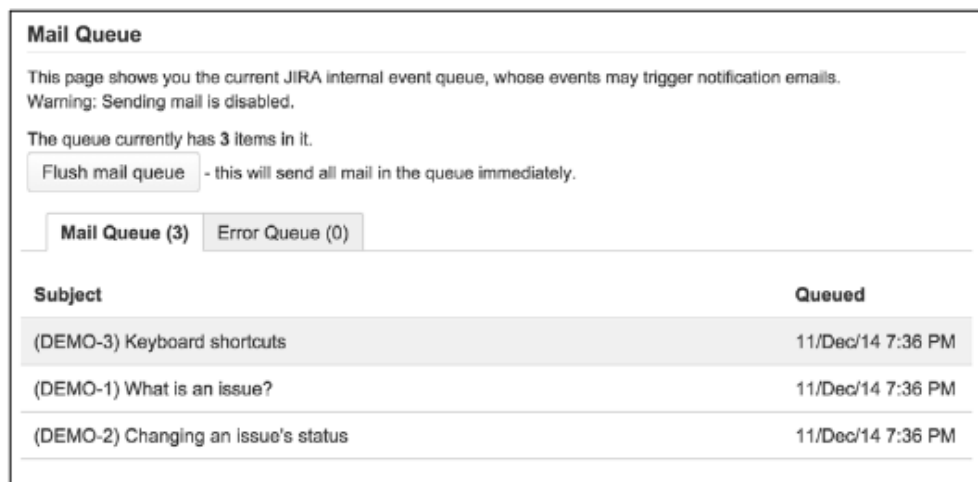 Mail Queue
This page shows you the current JIRA internal event queue, whose events may trigger notification emails.
Warning: Sending mail is disabled.
The queue currently has 3 items in it.
Flush mail queue - this will send all mail in the queue immediately.
Mail Queue (3) Error Queue (0)
Subject Queued
(DEMO-3) Keyboard shortcuts 11/Dec/14 7:36 PM
(DEMO-1) What is an issue? 11/Dec/14 7:36 PM
(DEMO-2) Changing an issue's status 11/Dec/14 7:36 PM